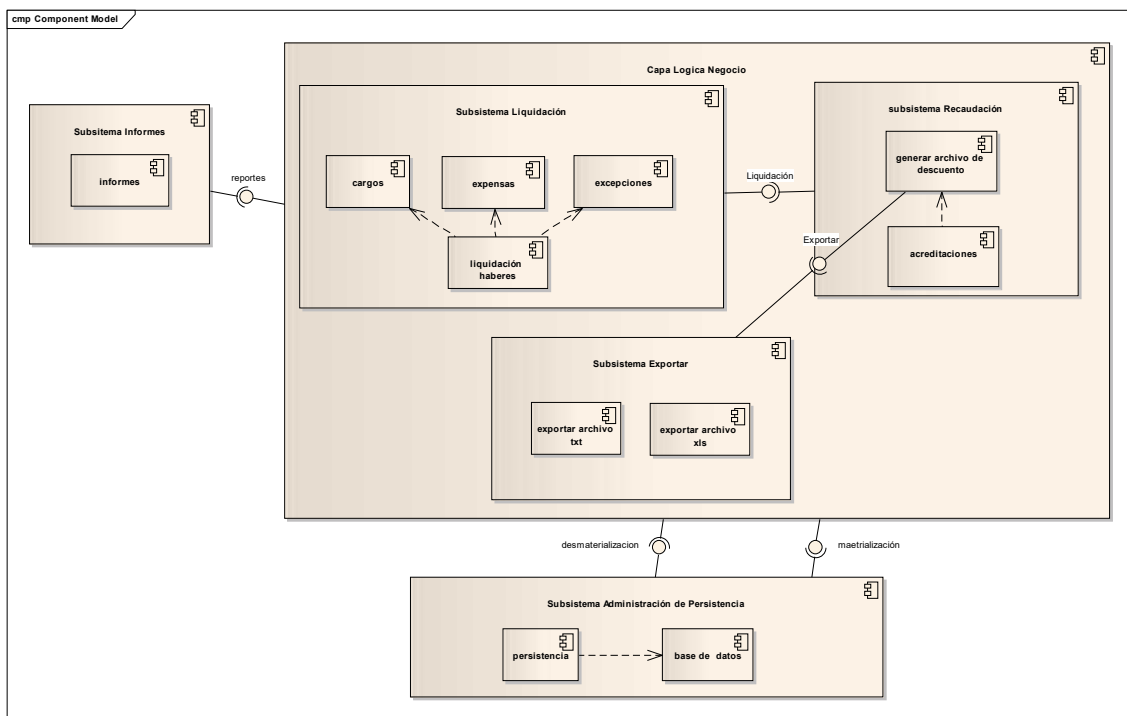 cmp Component Model
Capa Logica Negocio
Subsitema Informes
informes
reportes
Subsistema Liquidación
cargos
expensas
excepciones
liquidación
haberes
Liquidación
subsistema Recaudación
generar archivo de
descuento
acreditaciones
Exportar
Subsistema Exportar
exportar archivo
txt
exportar archivo
xls
desmaterializacion
maetrialización
Subsistema Administración de Persistencia
persistencia
base de datos